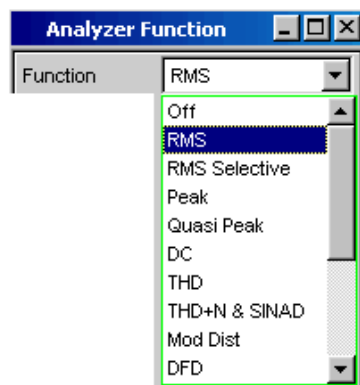 Analyzer Function
Function RMS
Off
RMS
RMS Selective
Peak
Quasi Peak
DC
THD
THD+N & SINAD
Mod Dist
DFD